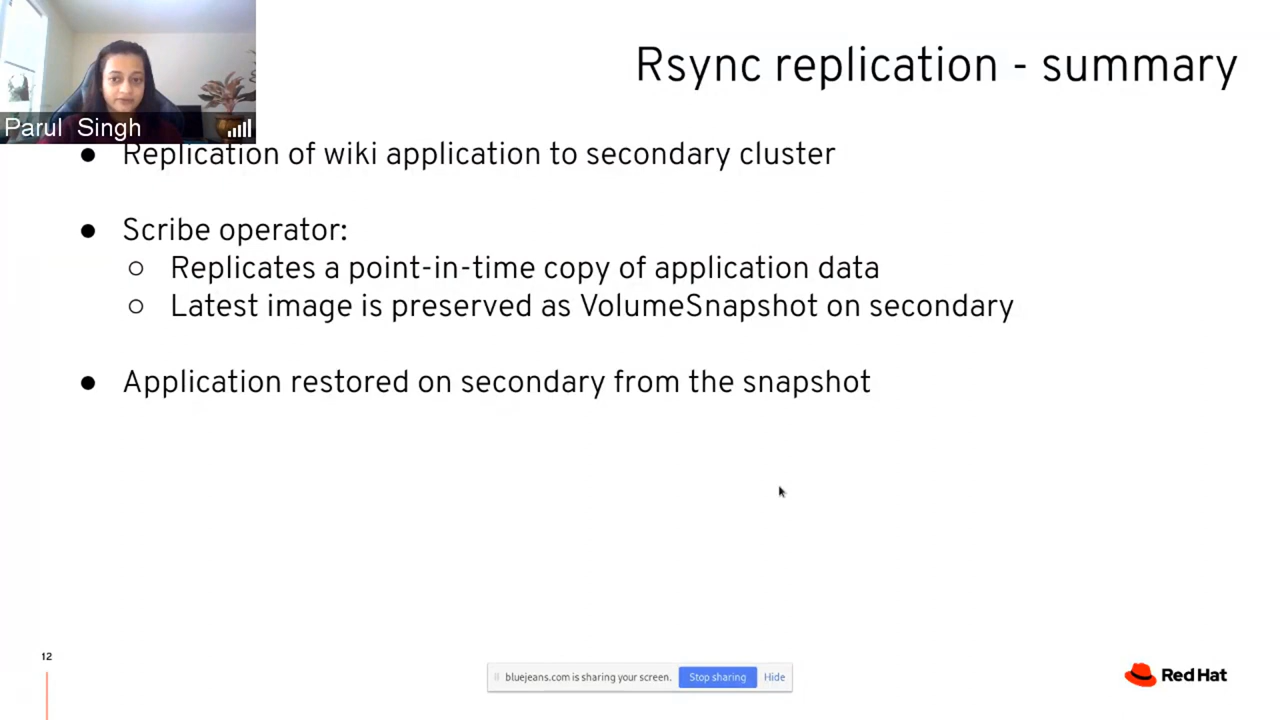 Parul Singh
Rsync replication - summary
● Replication of wiki application to secondary cluster
● Scribe operator:
○ Replicates a point-in-time copy of application data
○ Latest image is preserved as VolumeSnapshot on secondary
● Application restored on secondary from the snapshot
12
bluejeans.com is sharing your screen. Stop sharing Hide
Red Hat